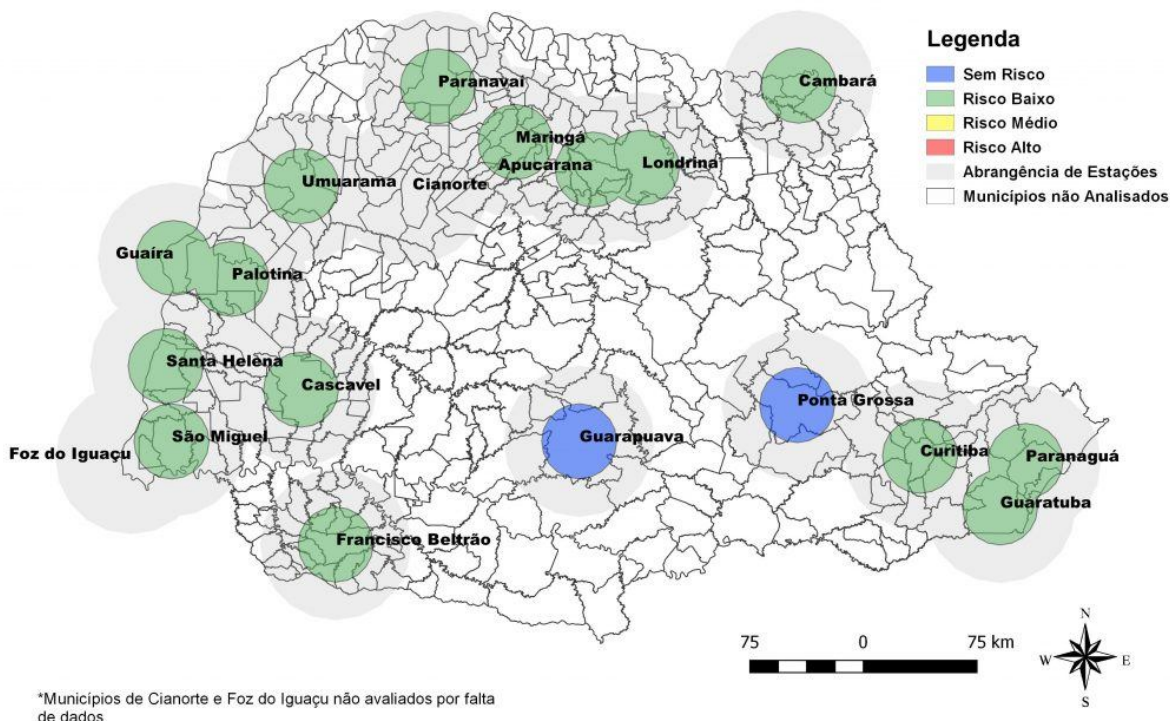 Legenda
Sem Risco
Risco Baixo
Risco Médio
Risco Alto
Abrangência de Estações
Municípios não Analisados
Paranavaí
Cambará
Maringá
Apucarana
Londrina
Umuarama
Cianorte
Guaíra
Palotina
Santa Helena
Cascavel
Ponta Grossa
São Miguel
Guarapuava
Foz do Iguaçu
Curitiba
Paranaguá
Guaratuba
Francisco Beltrão
75 0 75 km
N
W E
S
*Municípios de Cianorte e Foz do Iguaçu não avaliados por falta
de dados